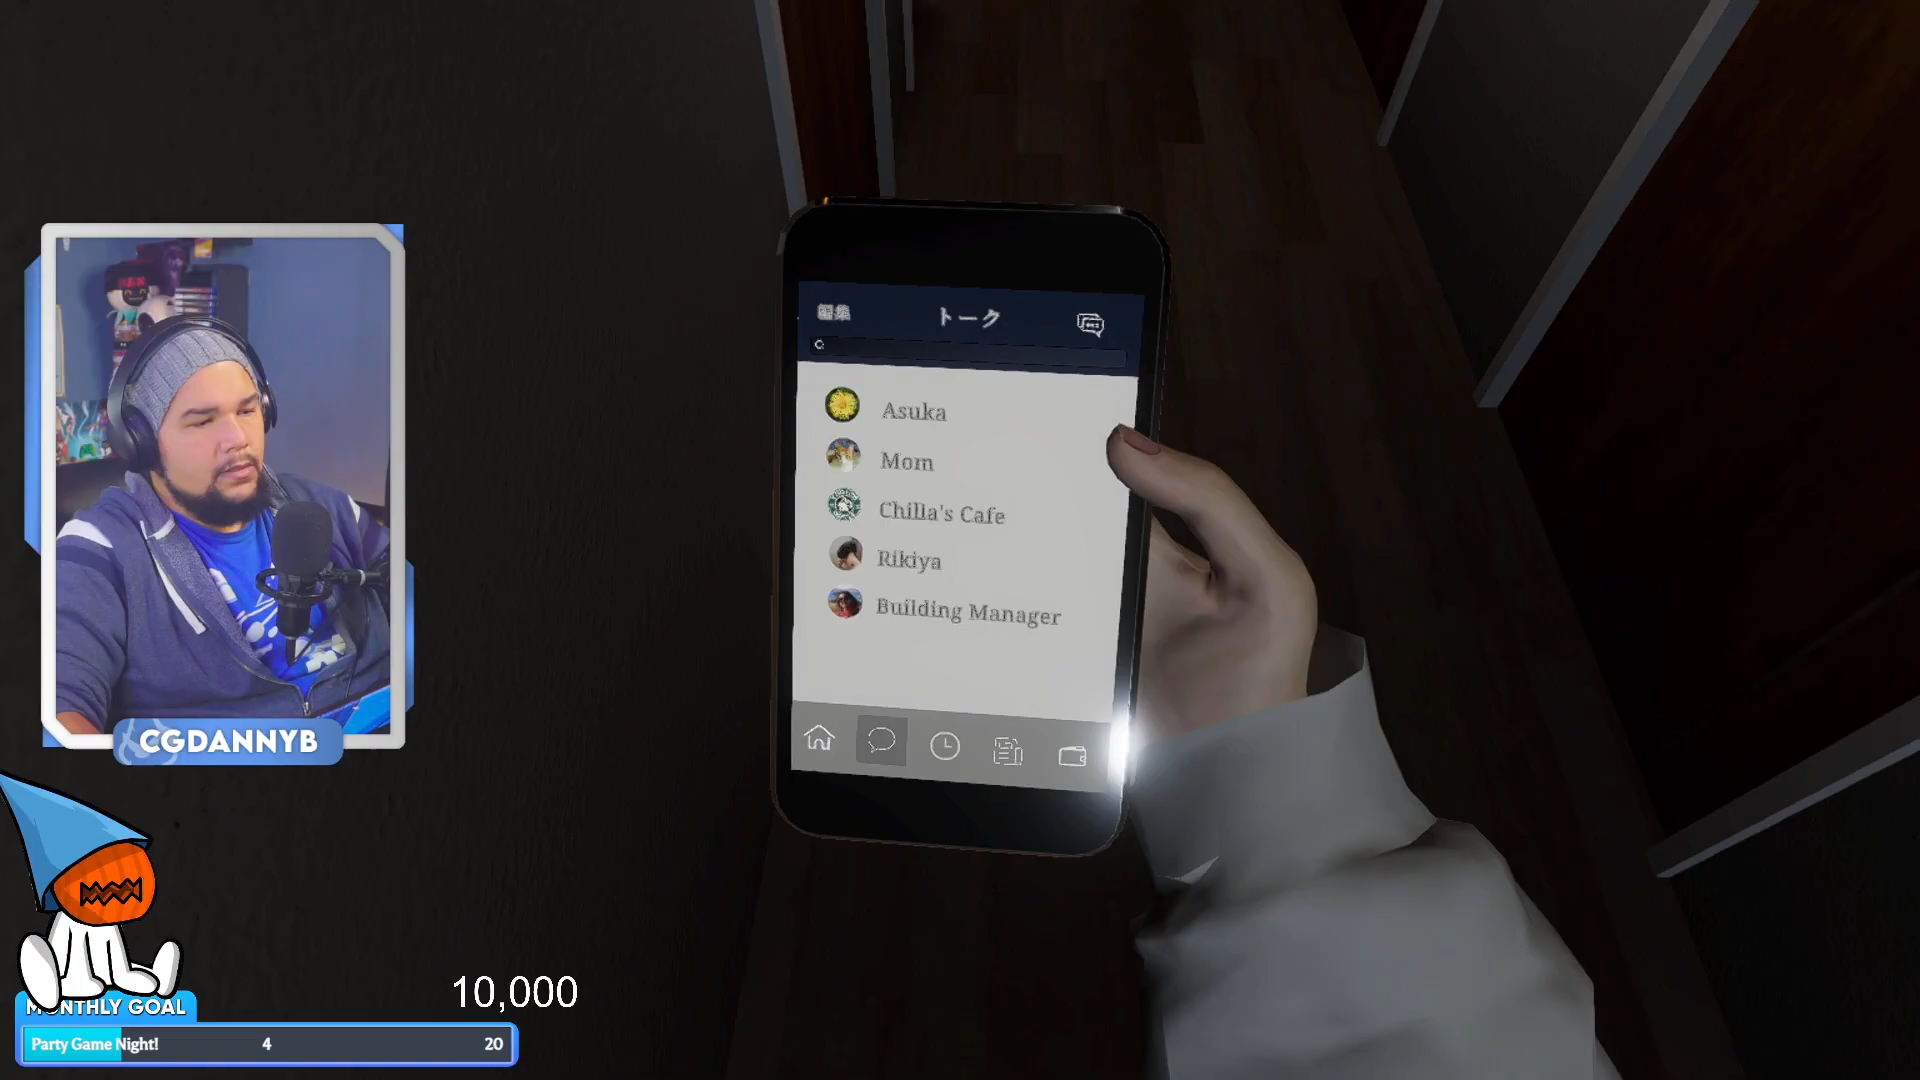 編集
トーク
Asuka
Mom
Chilla's Cafe
Rikiya
Building Manager
CGDANNYB
10,000
MONTHLY GOAL
Party Game Night! 4 20